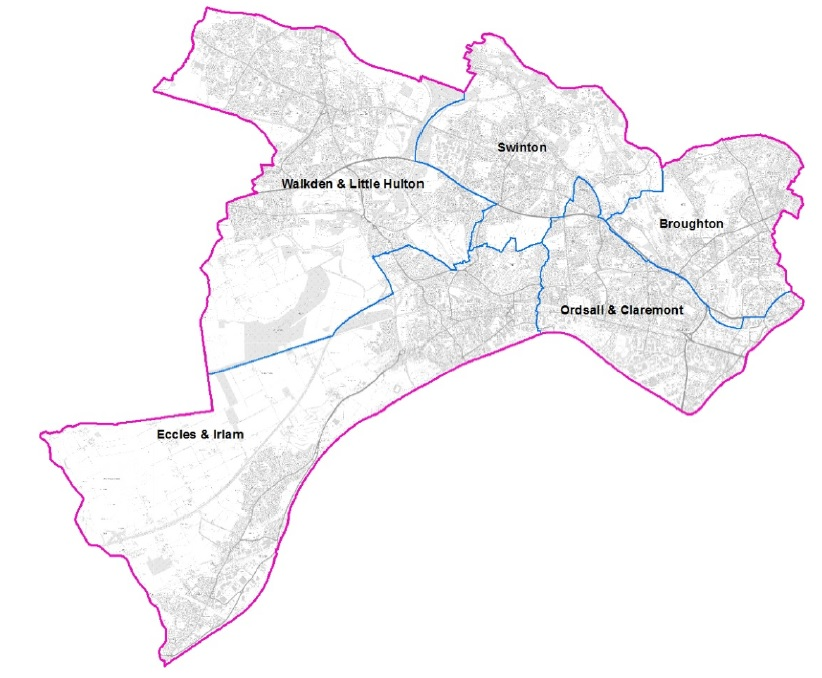 Swinton
Walkden & Little Hulton
Broughton
Ordsall & Claremont
Eccles & Irlam